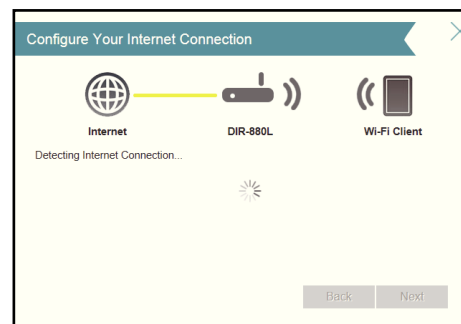 Configure Your Internet Connection
Internet DIR-880L Wi-Fi Client
Detecting Internet Connection...
Back Next